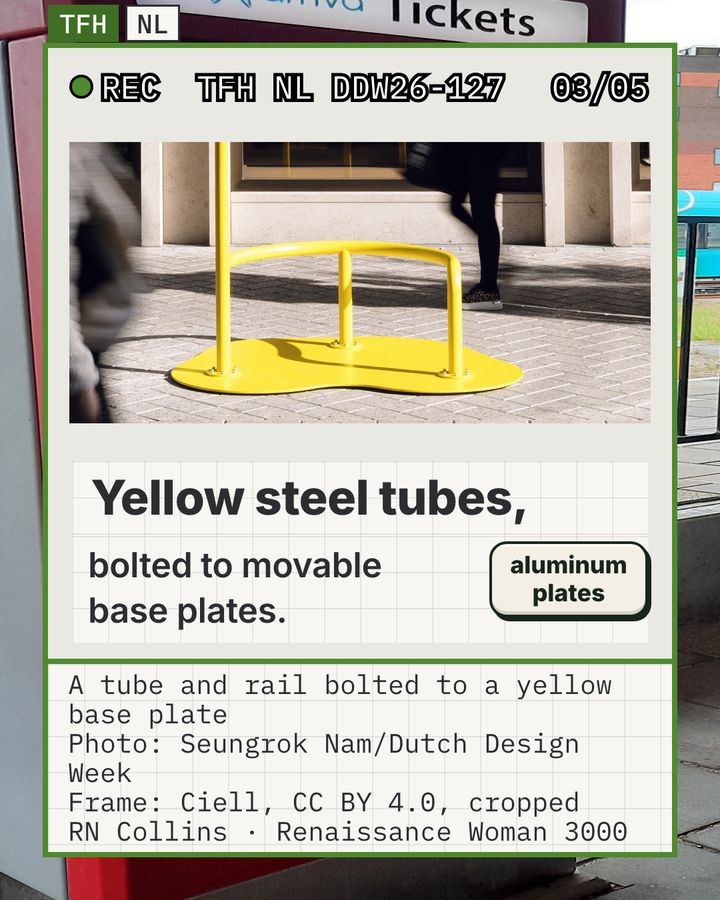 Tickets
TFH NL
REC TFH NL DDW26-127 03/05
Yellow steel tubes,
bolted to movable
base plates.
aluminum
plates
A tube and rail bolted to a yellow
base plate
Photo: Seungrok Nam/Dutch Design
Week
Frame: Ciell, CC BY 4.0, cropped
RN Collins · Renaissance Woman 3000